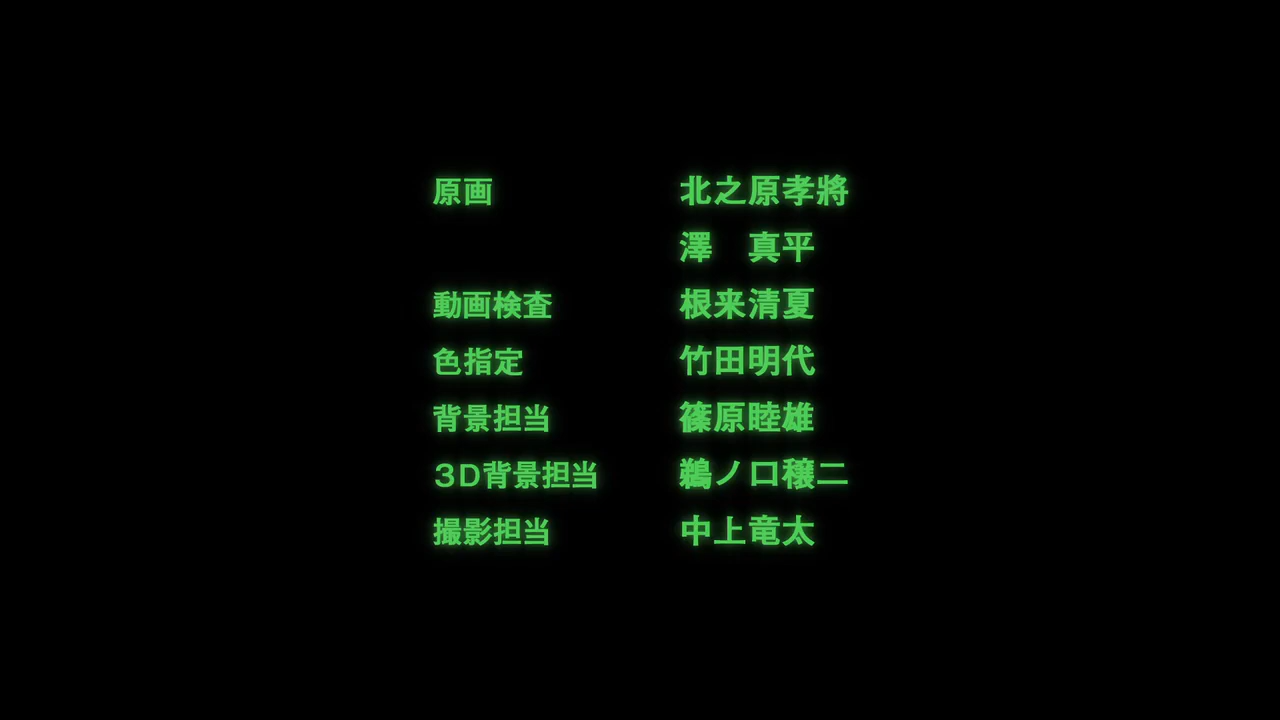 原画 北之原孝將
澤　真平
動画検査 根来清夏
色指定 竹田明代
背景担当 篠原睦雄
3D背景担当 鵜ノ口穣二
撮影担当 中上竜太